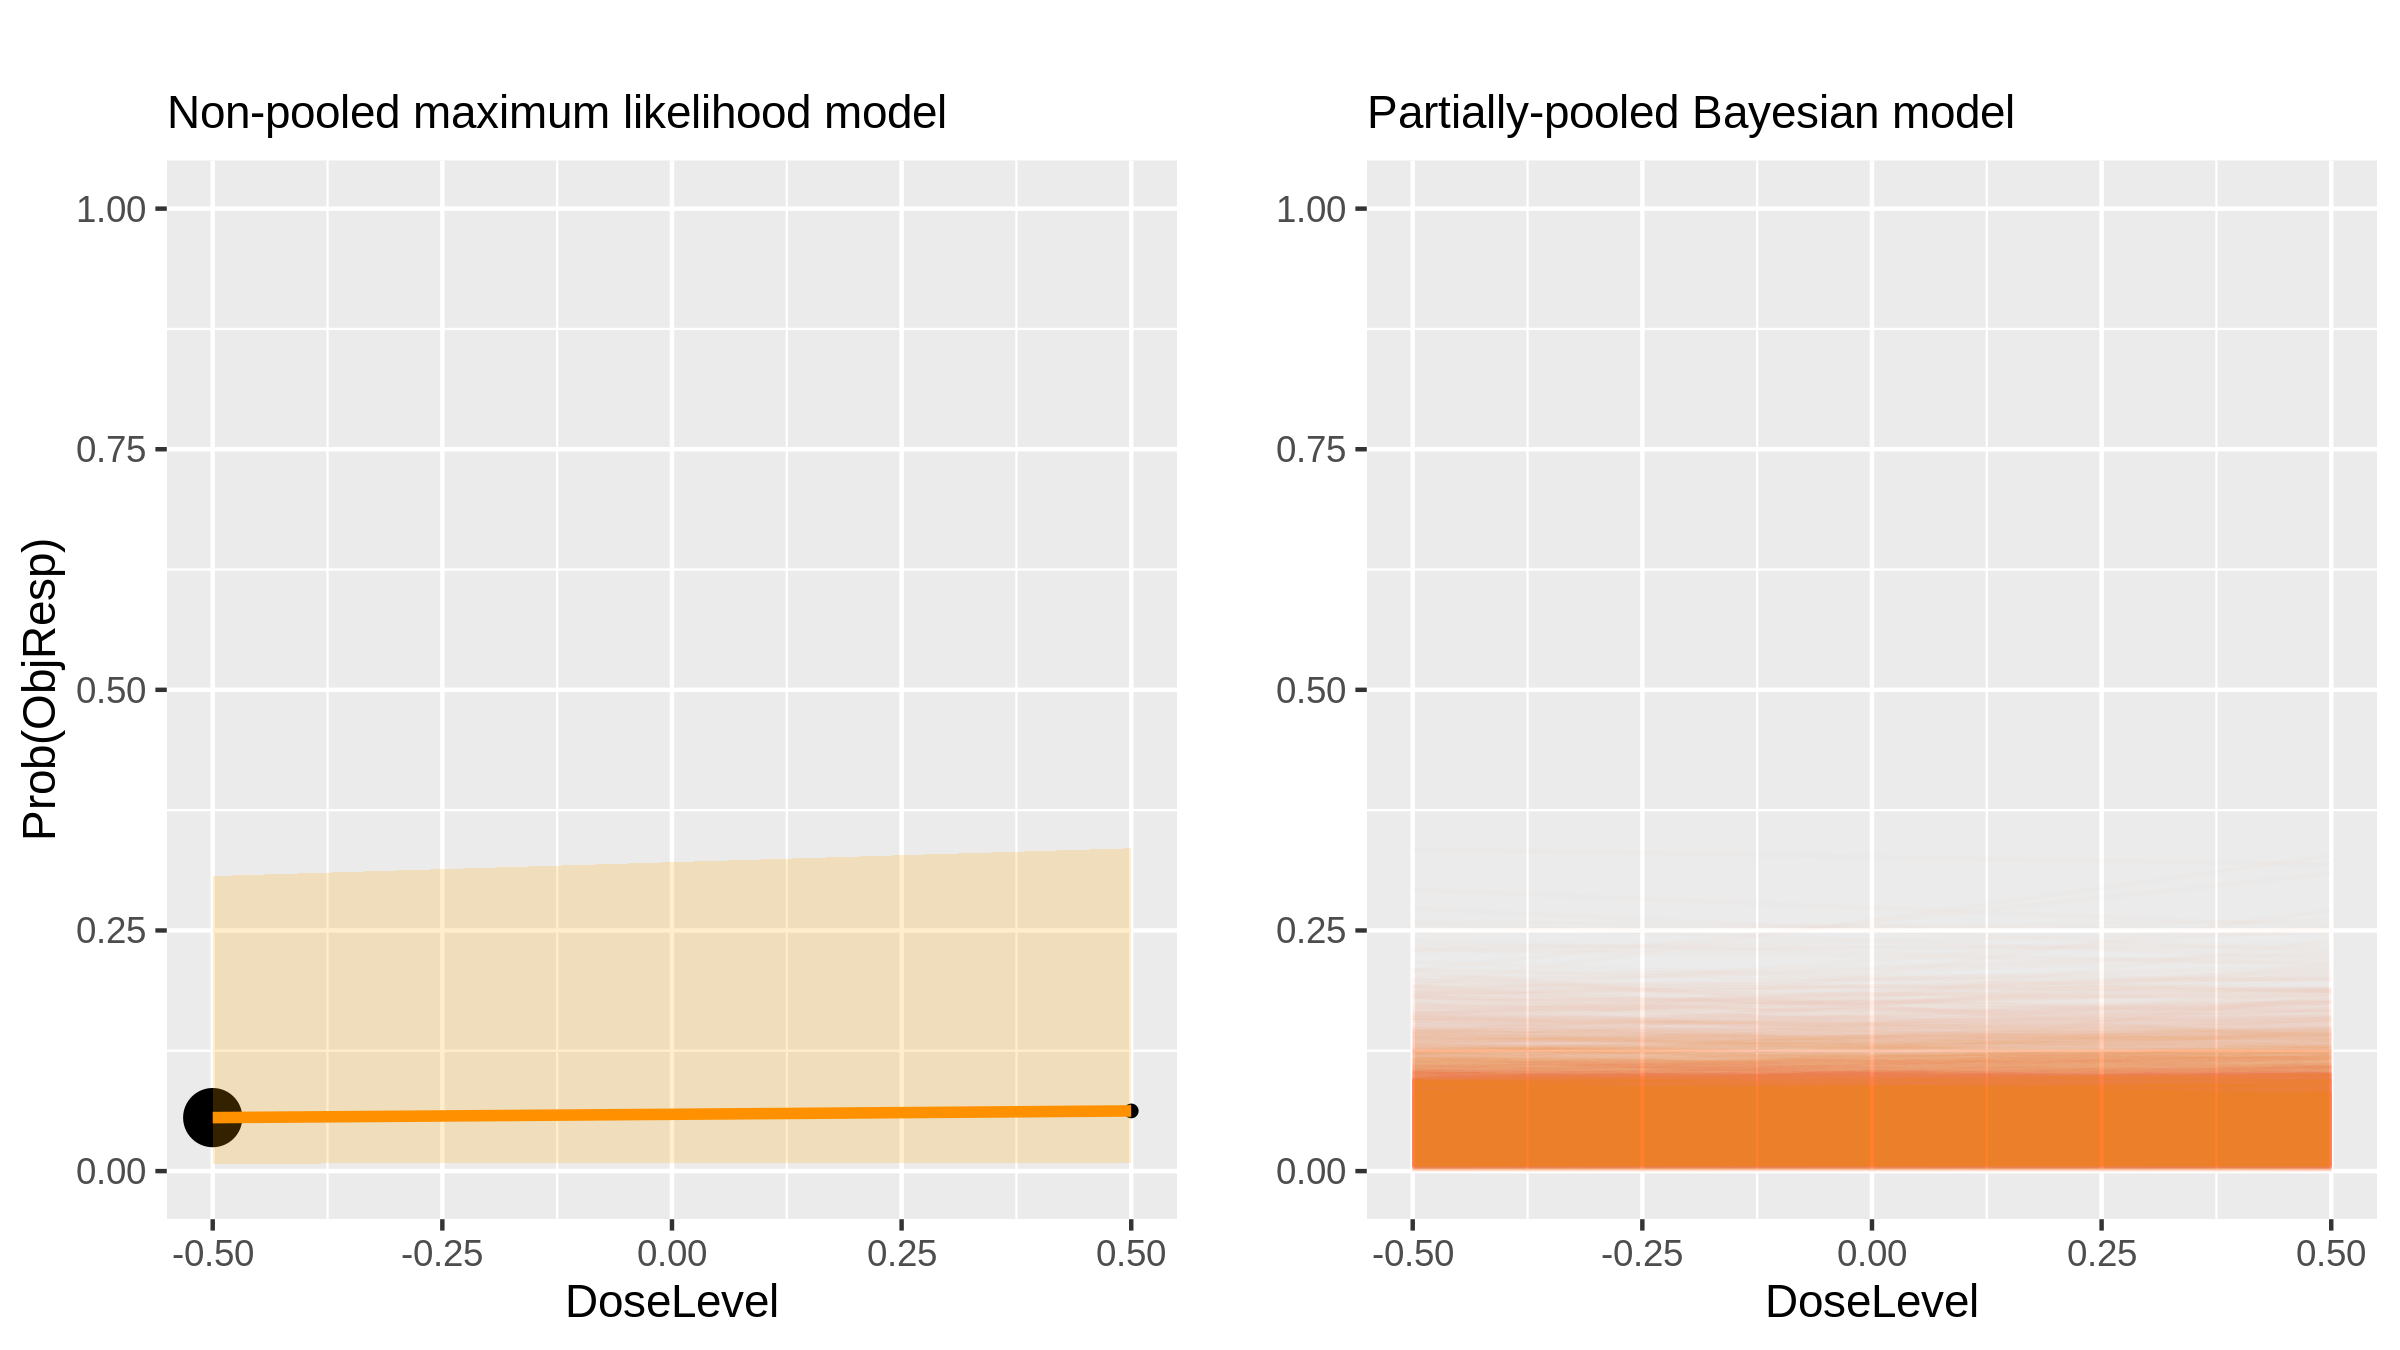 Non-pooled maximum likelihood model
Partially-pooled Bayesian model
Prob(ObjResp)
1.00
0.75
0.50
0.25
0.00
-0.50 -0.25 0.00 0.25 0.50
DoseLevel
1.00
0.75
0.50
0.25
0.00
-0.50 -0.25 0.00 0.25 0.50
DoseLevel